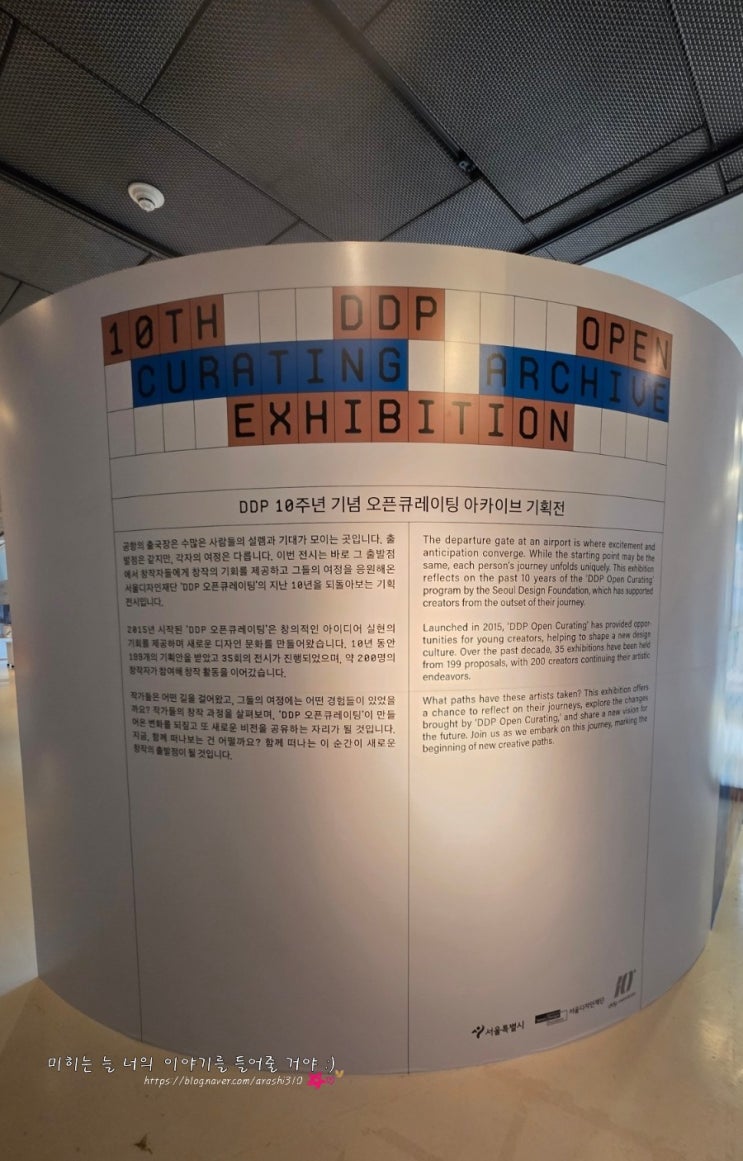 10TH DDP OPEN
CURATING ARCHIVE
EXHIBITION
DDP 10주년 기념 오픈큐레이팅 아카이브 기획전
공항의 출국장은 수많은 사람들의 설렘과 기대가 모이는 곳입니다. 출
발점은 같지만, 각자의 여정은 다릅니다. 이번 전시는 바로 그 출발점
에서 창작자들에게 창작의 기회를 제공하고 그들의 여정을 응원해온
서울디자인재단 'DDP 오픈큐레이팅'의 지난 10년을 되돌아보는 기획
전시입니다.
2015년 시작된 'DDP 오픈큐레이팅'은 창의적인 아이디어 실현의
기회를 제공하며 새로운 디자인 문화를 만들어왔습니다. 10년 동안
199개의 기획안을 받았고 35회의 전시가 진행되었으며, 약 200명의
창작자가 참여해 창작 활동을 이어갔습니다.
작가들은 어떤 길을 걸어왔고, 그들의 여정에는 어떤 경험들이 있었을
까요? 작가들의 창작 과정을 살펴보며, 'DDP 오픈큐레이팅'이 만들
어온 변화를 되짚고 또 새로운 비전을 공유하는 자리가 될 것입니다.
지금, 함께 떠나보는 건 어떨까요? 함께 떠나는 이 순간이 새로운
창작의 출발점이 될 것입니다.
The departure gate at an airport is where excitement and
anticipation converge. While the starting point may be the
same, each person's journey unfolds uniquely. This exhibition
reflects on the past 10 years of the 'DDP Open Curating'
program by the Seoul Design Foundation, which has supported
creators from the outset of their journey.
Launched in 2015, 'DDP Open Curating' has provided oppor-
tunities for young creators, helping to shape a new design
culture. Over the past decade, 35 exhibitions have been held
from 199 proposals, with 200 creators continuing their artistic
endeavors.
What paths have these artists taken? This exhibition offers
a chance to reflect on their journeys, explore the changes
brought by 'DDP Open Curating,' and share a new vision for
the future. Join us as we embark on this journey, marking the
beginning of new creative paths.
서울특별시
서울디자인재단
10
미히는 늘 너의 이야기를 들어줄 거야 :)
https://blog.naver.com/arashi310